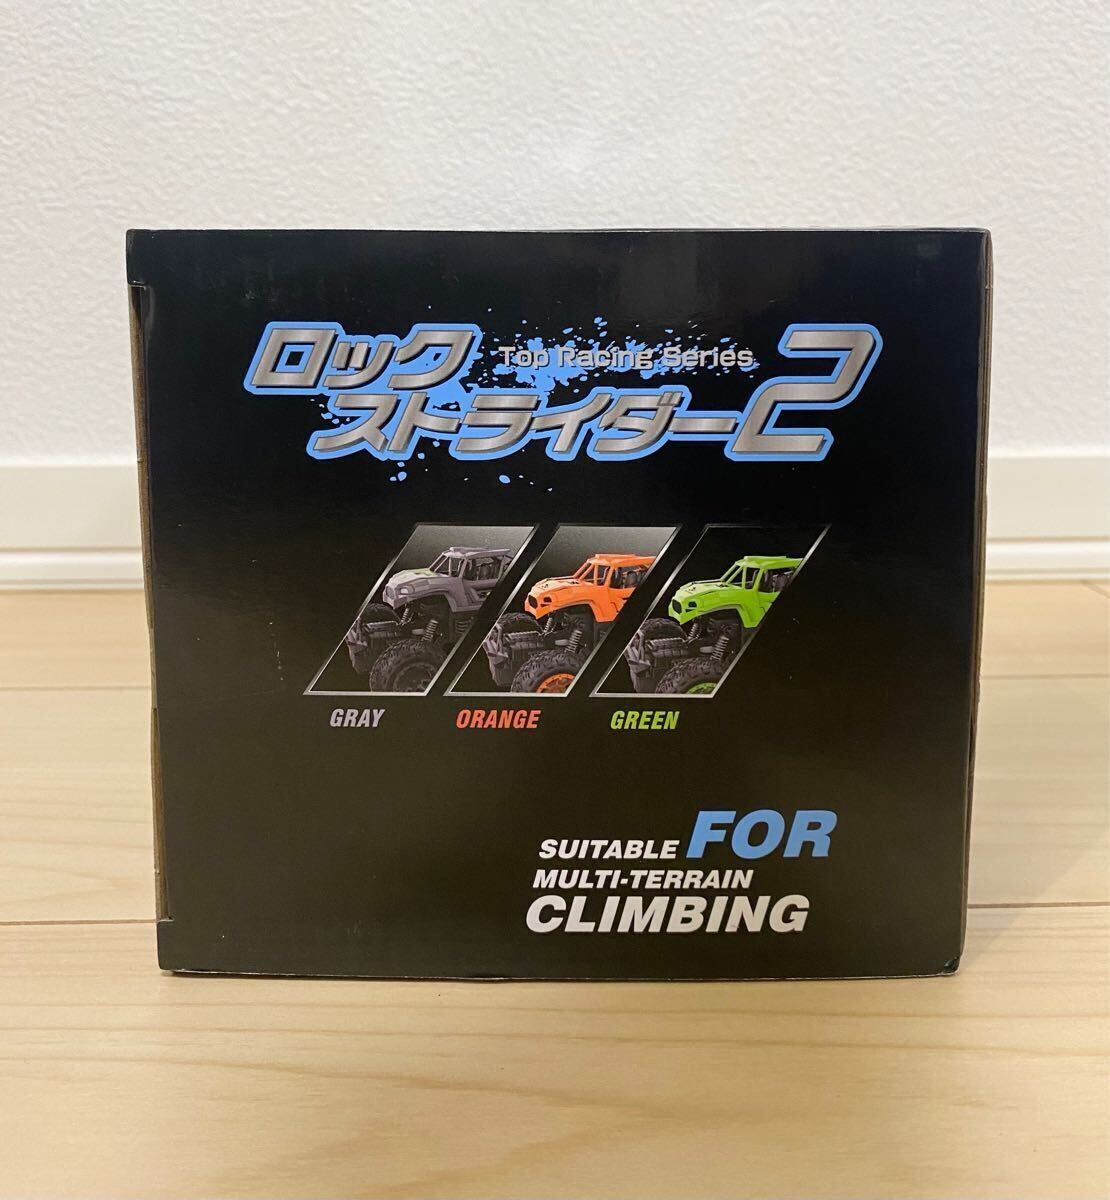 ロック
Top Racing Series
ストライダー2
GRAY
ORANGE
GREEN
SUITABLE FOR
MULTI-TERRAIN
CLIMBING